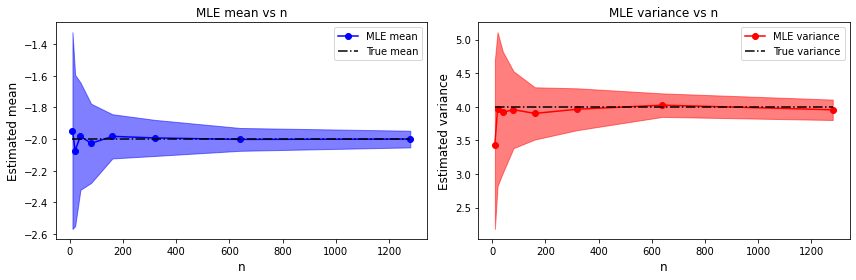 MLE mean vs n
MLE mean
True mean
Estimated mean
−1.4
−1.6
−1.8
−2.0
−2.2
−2.4
−2.6
0 200 400 600 800 1000 1200
n
MLE variance vs n
MLE variance
True variance
Estimated variance
5.0
4.5
4.0
3.5
3.0
2.5
0 200 400 600 800 1000 1200
n